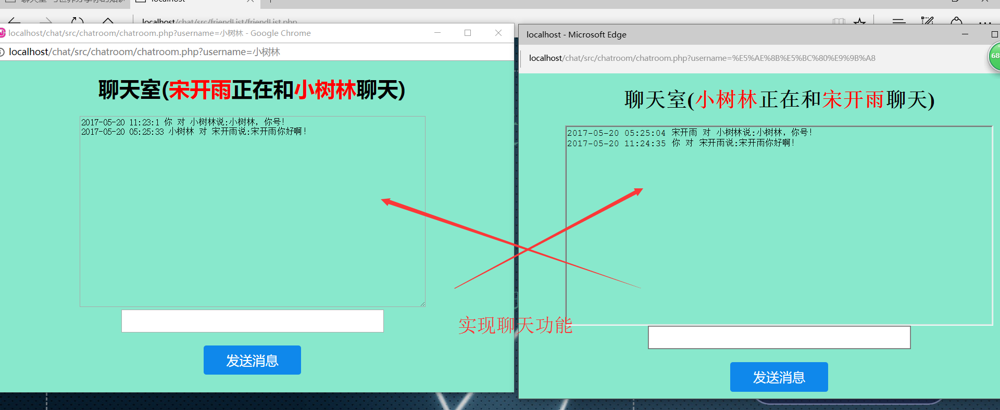 localhost
localhost/chat/src/friendList/friendList.php
localhost/chat/src/chatroom/chatroom.php?username=小树林 - Google Chrome
localhost/chat/src/chatroom/chatroom.php?username=小树林
聊天室(宋开雨正在和小树林聊天)
2017-05-20 11:23:1 你 对 小树林说:小树林，你号！
2017-05-20 05:25:33 小树林 对 宋开雨说:宋开雨你好啊！
发送消息
localhost - Microsoft Edge
localhost/chat/src/chatroom/chatroom.php?username=%E5%AE%8B%E5%BC%80%E9%9B%A8
68
聊天室(小树林正在和宋开雨聊天)
2017-05-20 05:25:04 宋开雨 对 小树林说:小树林，你号！
2017-05-20 11:24:35 你 对 宋开雨说:宋开雨你好啊！
实现聊天功能
发送消息